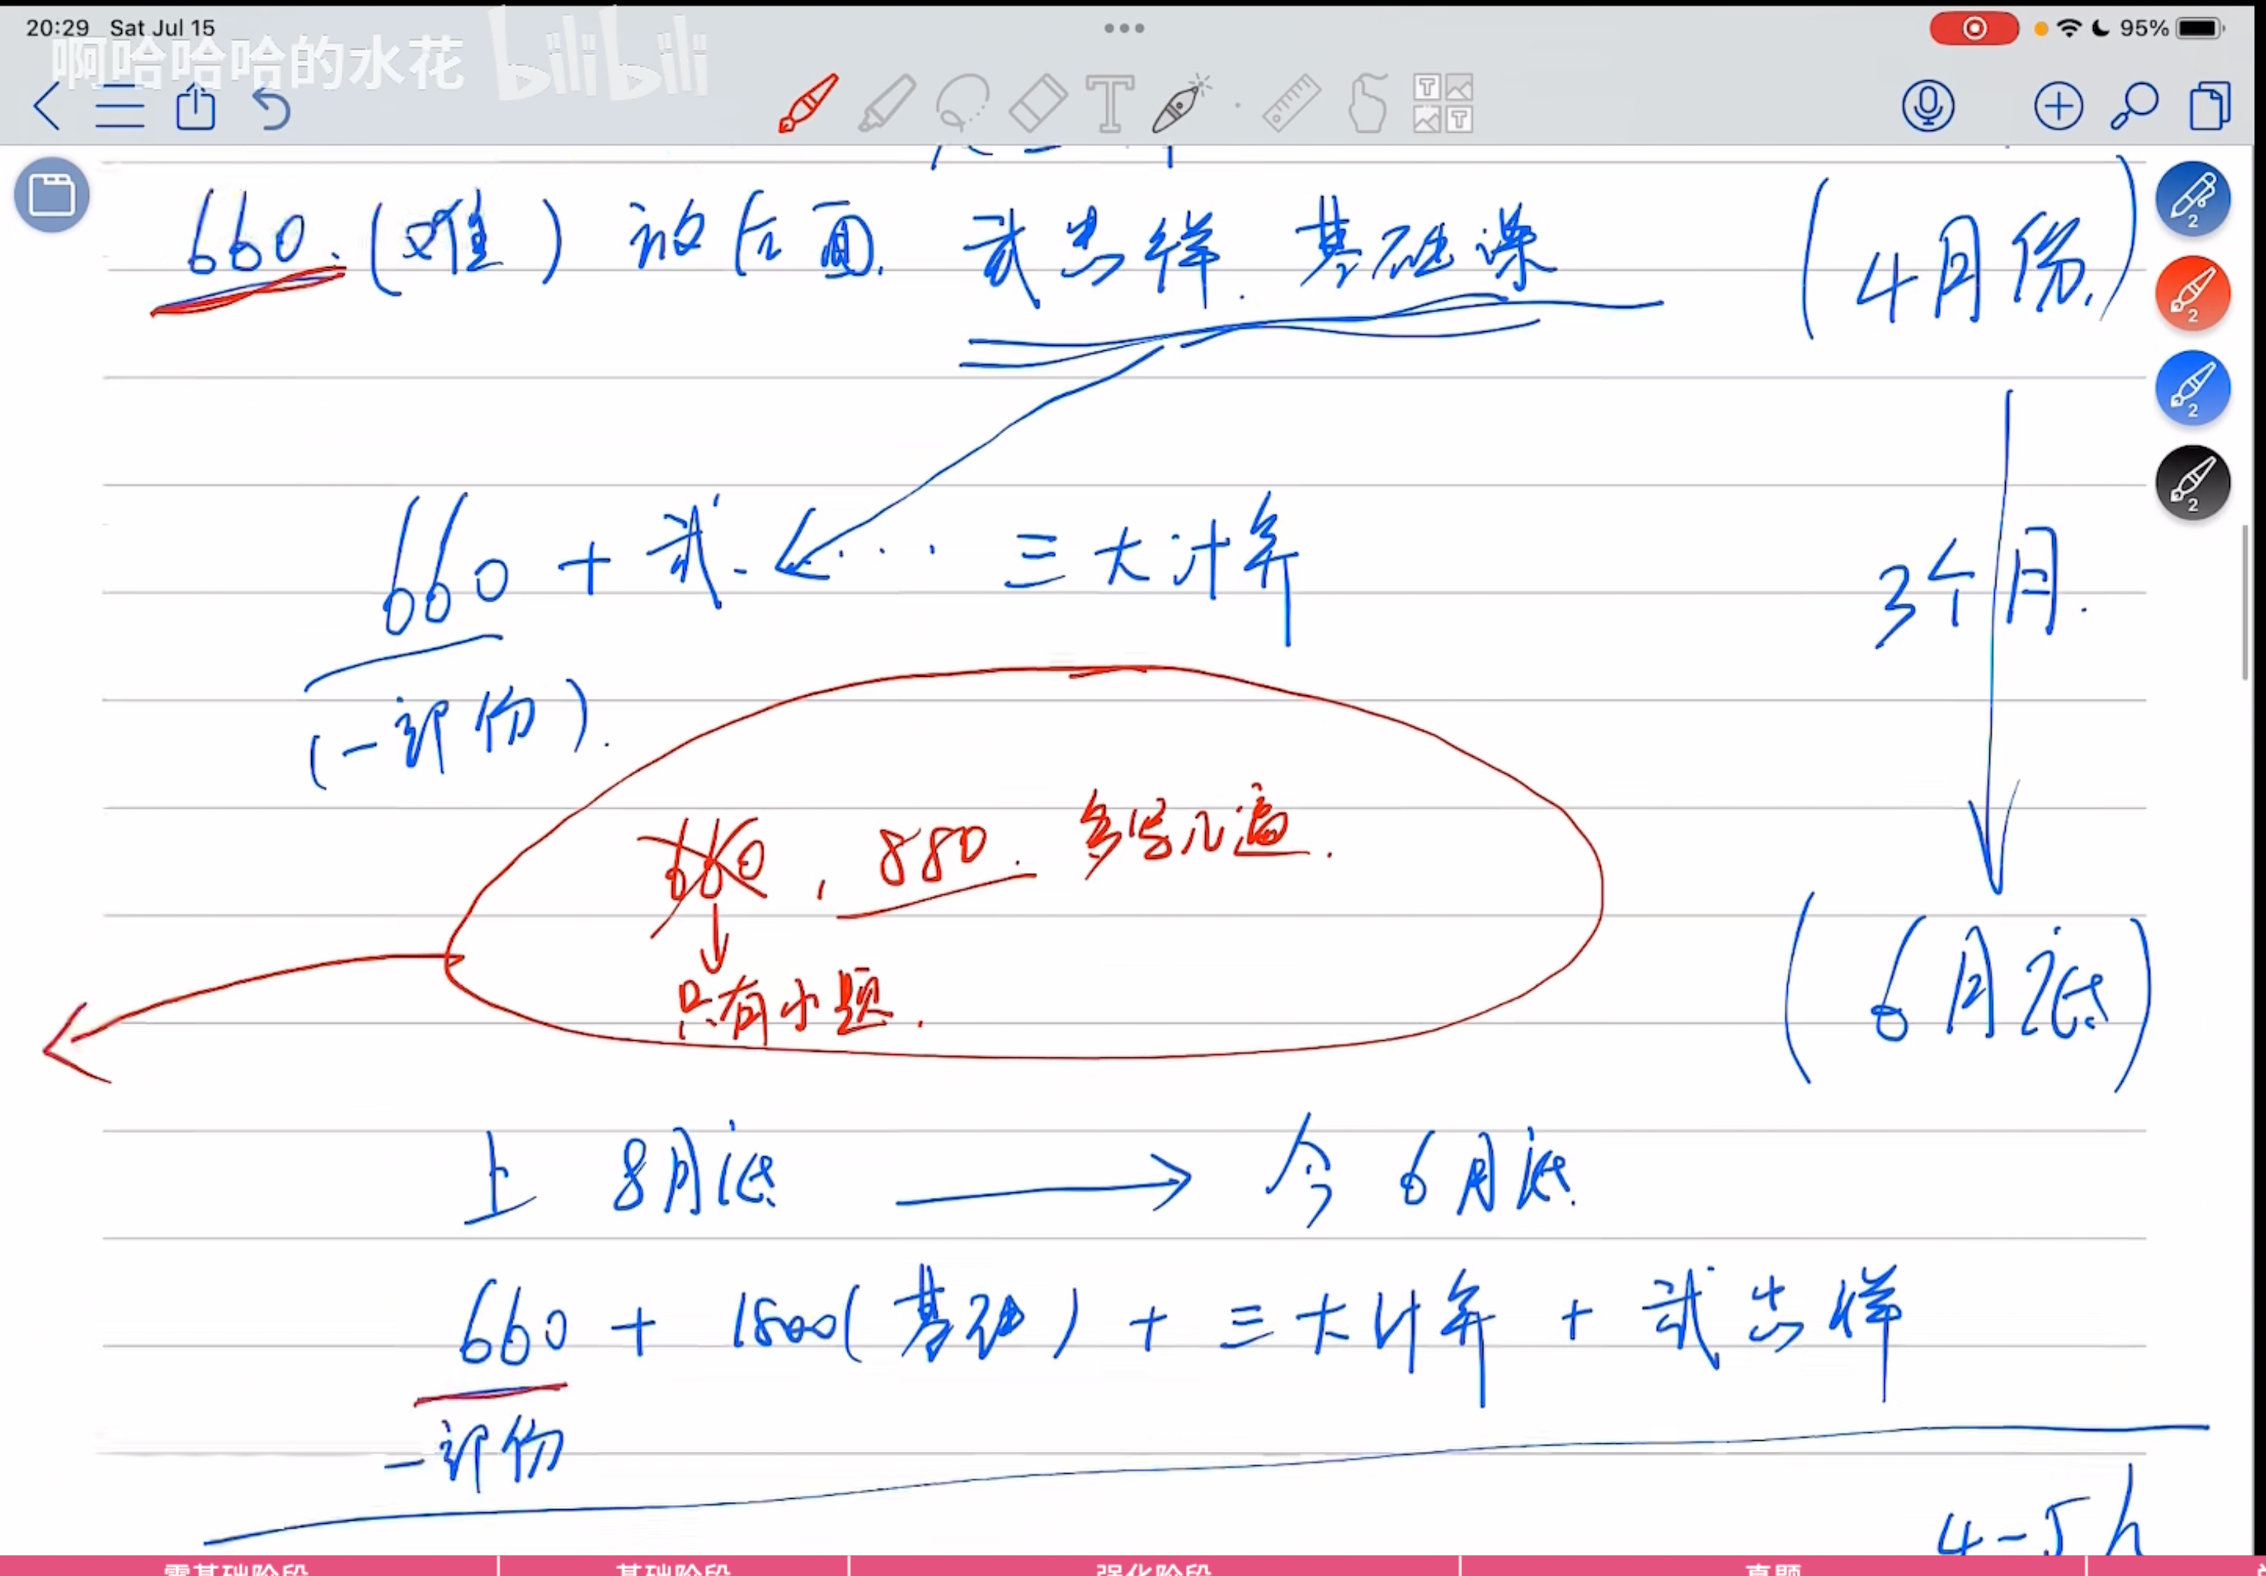 20:29 Sat Jul 15
95%
啊哈哈哈的水花 bilibili
660.(难)放后面. 武忠祥. 基础课 (4月份.)
660 + 武. 三大计算
3个月.
(一部份).
660, 880. 多写几遍.
只有小题.
(6月底)
上 8月底 → 今 6月底.
660 + 1800(基础) + 三大计算 + 武忠祥
一部份
4-5h
零基础阶段 基础阶段 强化阶段 真题